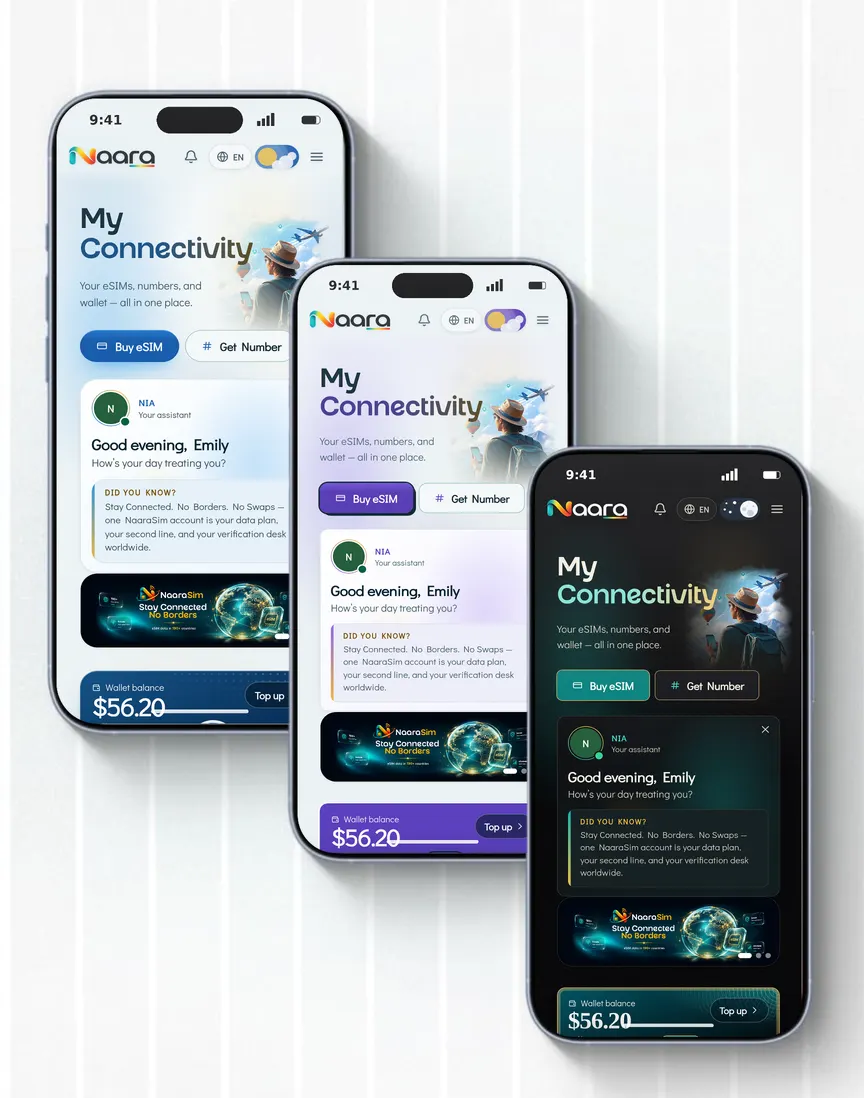 9:41
Naara
EN
My
Connectivity
Your eSIMs, numbers, and
wallet — all in one place.
Buy eSIM
# Get Number
N
NIA
Your assistant
Good evening, Emily
How's your day treating you?
DID YOU KNOW?
Stay Connected. No Borders. No Swaps —
one NaaraSim account is your data plan,
your second line, and your verification desk
worldwide.
NaaraSim
Stay Connected
No Borders
Wallet balance
$56.20
Top up
9:41
Naara
EN
My
Connectivity
Your eSIMs, numbers, and
wallet — all in one place.
Buy eSIM
# Get Number
N
NIA
Your assistant
Good evening, Emily
How's your day treating you?
DID YOU KNOW?
Stay Connected. No Borders. No Swaps —
one NaaraSim account is your data plan,
your second line, and your verification desk
worldwide.
NaaraSim
Stay Connected
No Borders
Wallet balance
$56.20
Top up >
9:41
Naara
EN
My
Connectivity
Your eSIMs, numbers, and
wallet — all in one place.
Buy eSIM
# Get Number
N
NIA
Your assistant
Good evening, Emily
How's your day treating you?
DID YOU KNOW?
Stay Connected. No Borders. No Swaps —
one NaaraSim account is your data plan,
your second line, and your verification desk
worldwide.
NaaraSim
Stay Connected
No Borders
Wallet balance
$56.20
Top up >